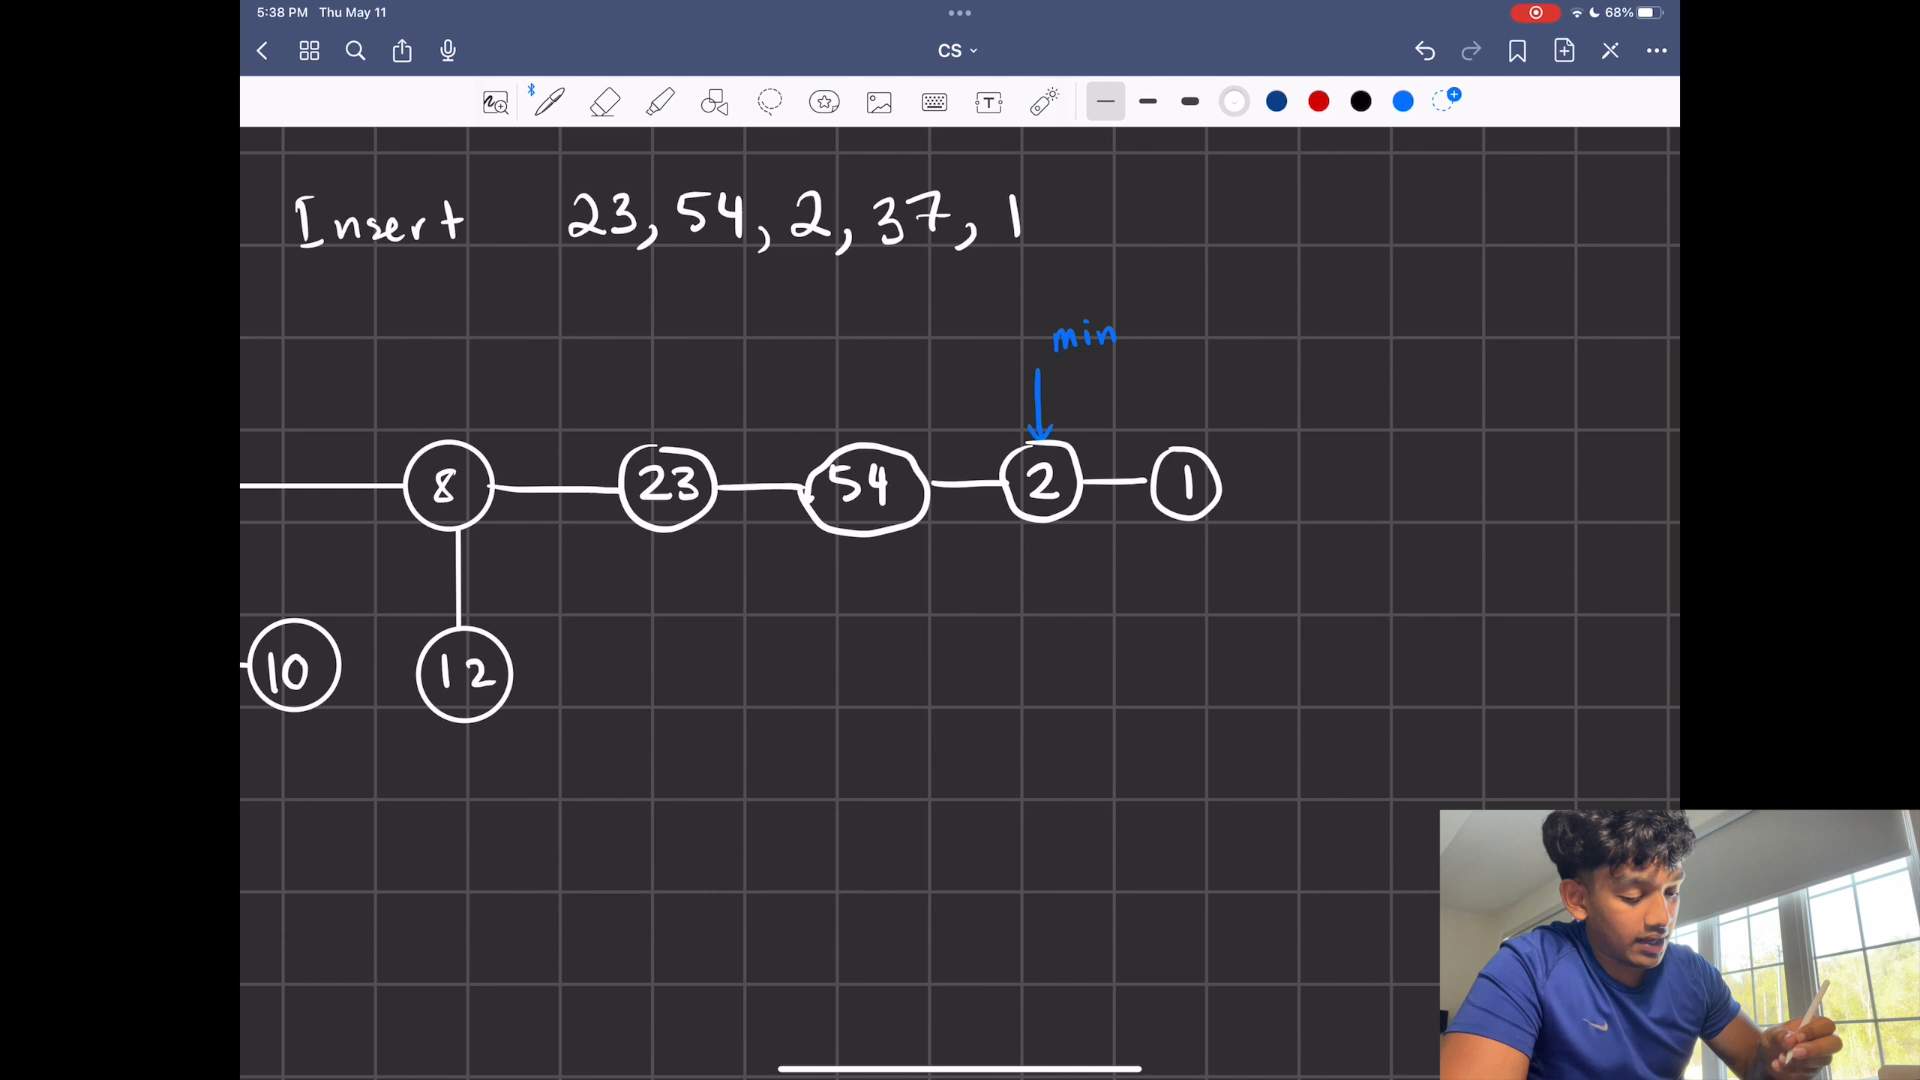 5:38 PM Thu May 11
68%
CS
T
Insert 23, 54, 2, 37, 1
min
8 23 54 2 1
10 12